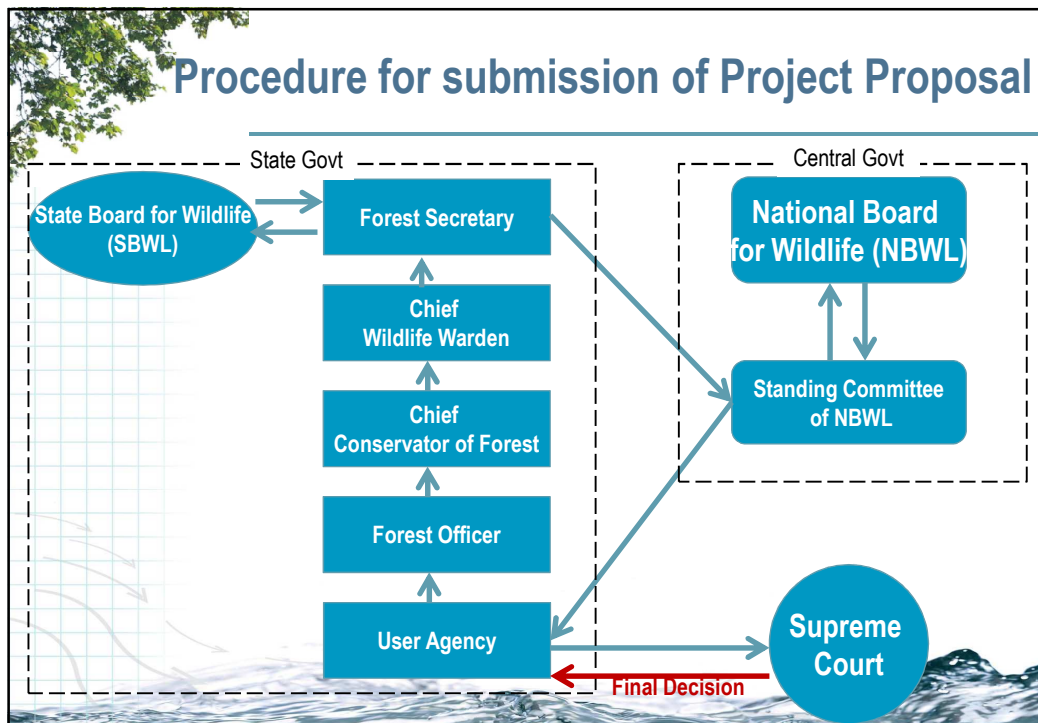 Procedure for submission of Project Proposal
State Govt
Central Govt
State Board for Wildlife
(SBWL)
Forest Secretary
National Board
for Wildlife (NBWL)
Chief
Wildlife Warden
Standing Committee
of NBWL
Chief
Conservator of Forest
Forest Officer
User Agency
Supreme
Court
Final Decision